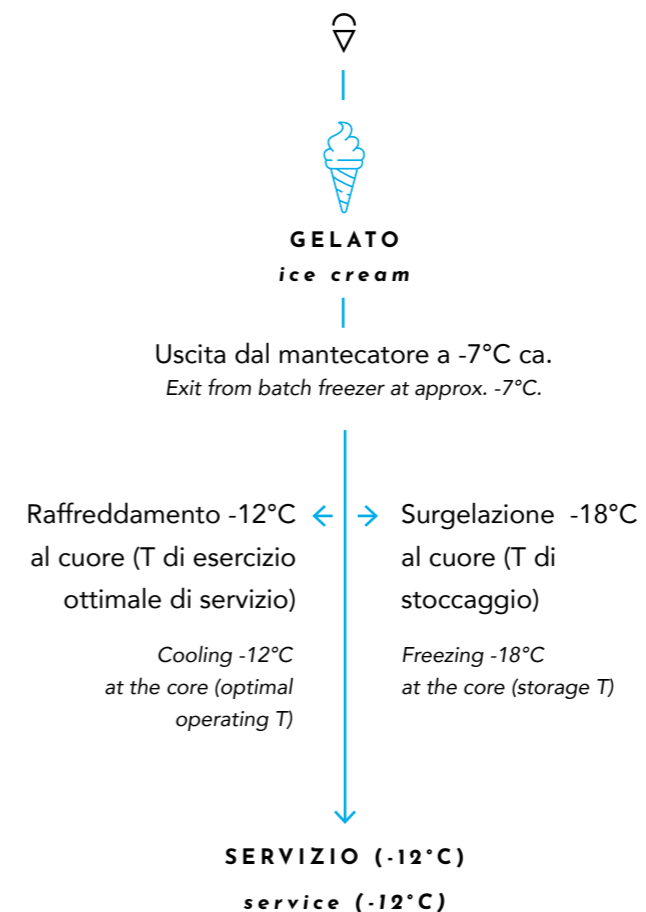 GELATO
ice cream
Uscita dal mantecatore a -7°C ca.
Exit from batch freezer at approx. -7°C.
Raffreddamento -12°C
al cuore (T di esercizio
ottimale di servizio)
Cooling -12°C
at the core (optimal
operating T)
Surgelazione -18°C
al cuore (T di
stoccaggio)
Freezing -18°C
at the core (storage T)
SERVIZIO (-12°C)
service (-12°C)